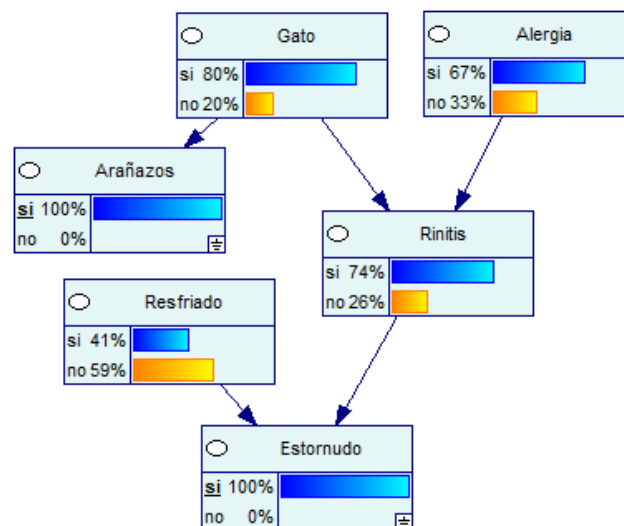 Gato
si 80%
no 20%
Alergia
si 67%
no 33%
Arañazos
si 100%
no 0%
Rinitis
si 74%
no 26%
Resfriado
si 41%
no 59%
Estornudo
si 100%
no 0%